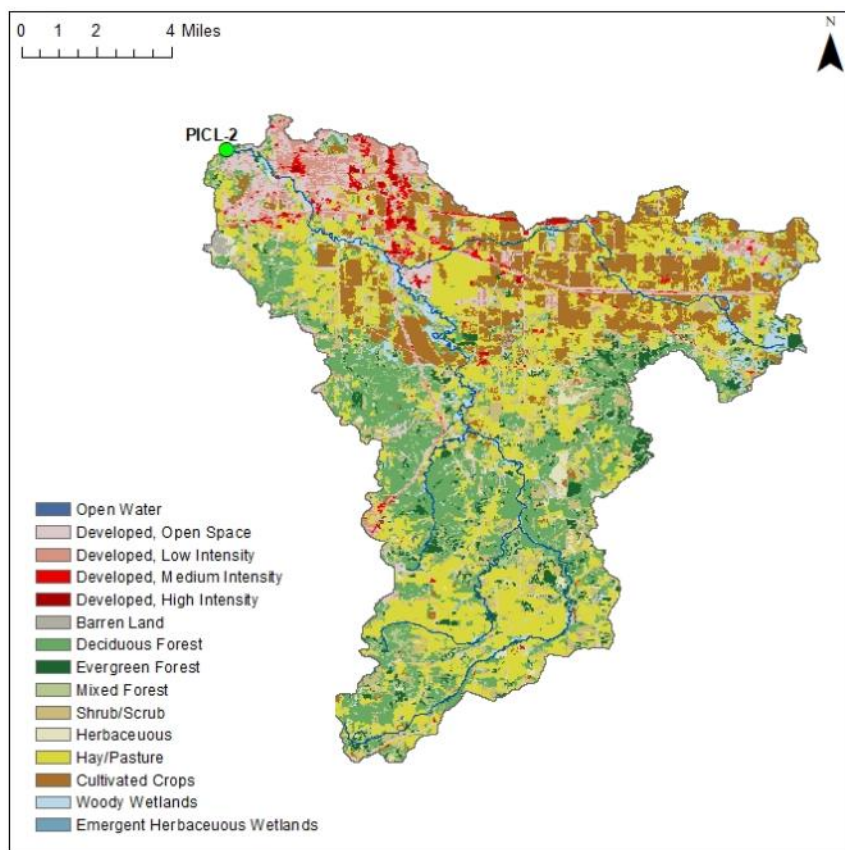 0 1 2 4 Miles
N
PICL-2
Open Water
Developed, Open Space
Developed, Low Intensity
Developed, Medium Intensity
Developed, High Intensity
Barren Land
Deciduous Forest
Evergreen Forest
Mixed Forest
Shrub/Scrub
Herbaceous
Hay/Pasture
Cultivated Crops
Woody Wetlands
Emergent Herbaceuous Wetlands